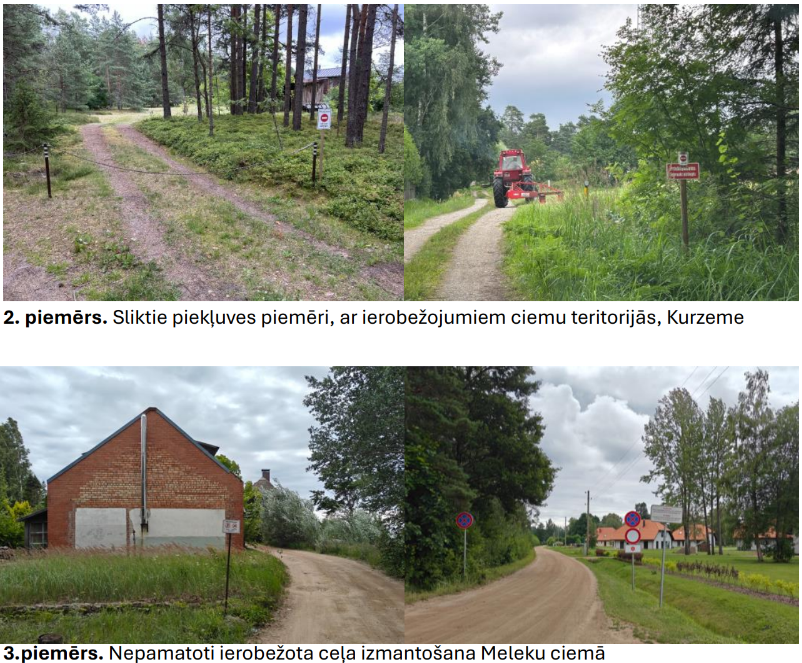 2. piemērs. Sliktie piekļuves piemēri, ar ierobežojumiem ciemu teritorijās, Kurzeme
3.piemērs. Nepamatoti ierobežota ceļa izmantošana Meleku ciemā